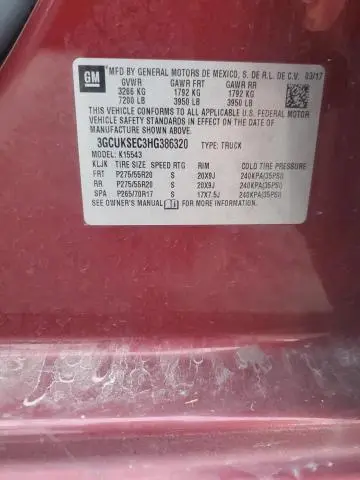 GM
MFD BY GENERAL MOTORS DE MEXICO, S. DE R.L. DE C.V. 03/17
GVWR GAWR FRT GAWR RR
3266 KG 1792 KG 1792 KG
7200 LB 3950 LB 3950 LB
THIS VEHICLE CONFORMS TO ALL APPLICABLE U.S. FEDERAL MOTOR
VEHICLE SAFETY STANDARDS IN EFFECT ON THE DATE OF
MANUFACTURE SHOWN ABOVE.
3GCUKSEC3HG386320 TYPE: TRUCK
MODEL: K15543
KLJK TIRE SIZE SPEED RTG RIM COLD TIRE PRESSURE
FRT P275/55R20 S 20X9J 240KPA(35PSI)
RR P275/55R20 S 20X9J 240KPA(35PSI)
SP P265/70R17 S 17X7.5J 240KPA(35PSI)
SEE OWNER'S MANUAL FOR MORE INFORMATION.